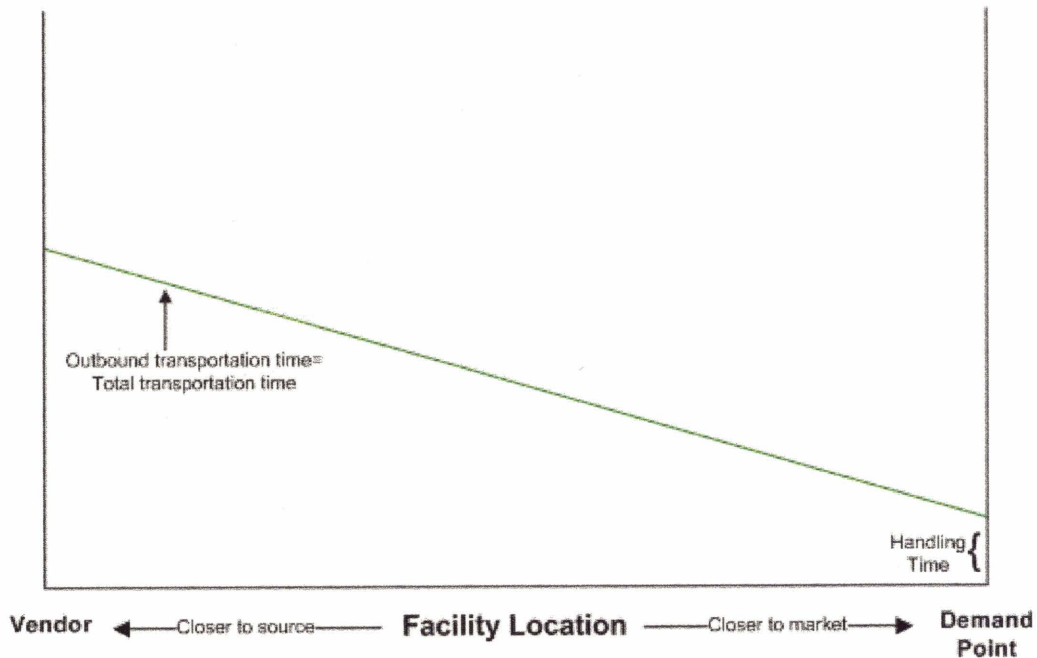 Outbound transportation time=
Total transportation time
Handling {
Time
Vendor Closer to source Facility Location Closer to market Demand
Point